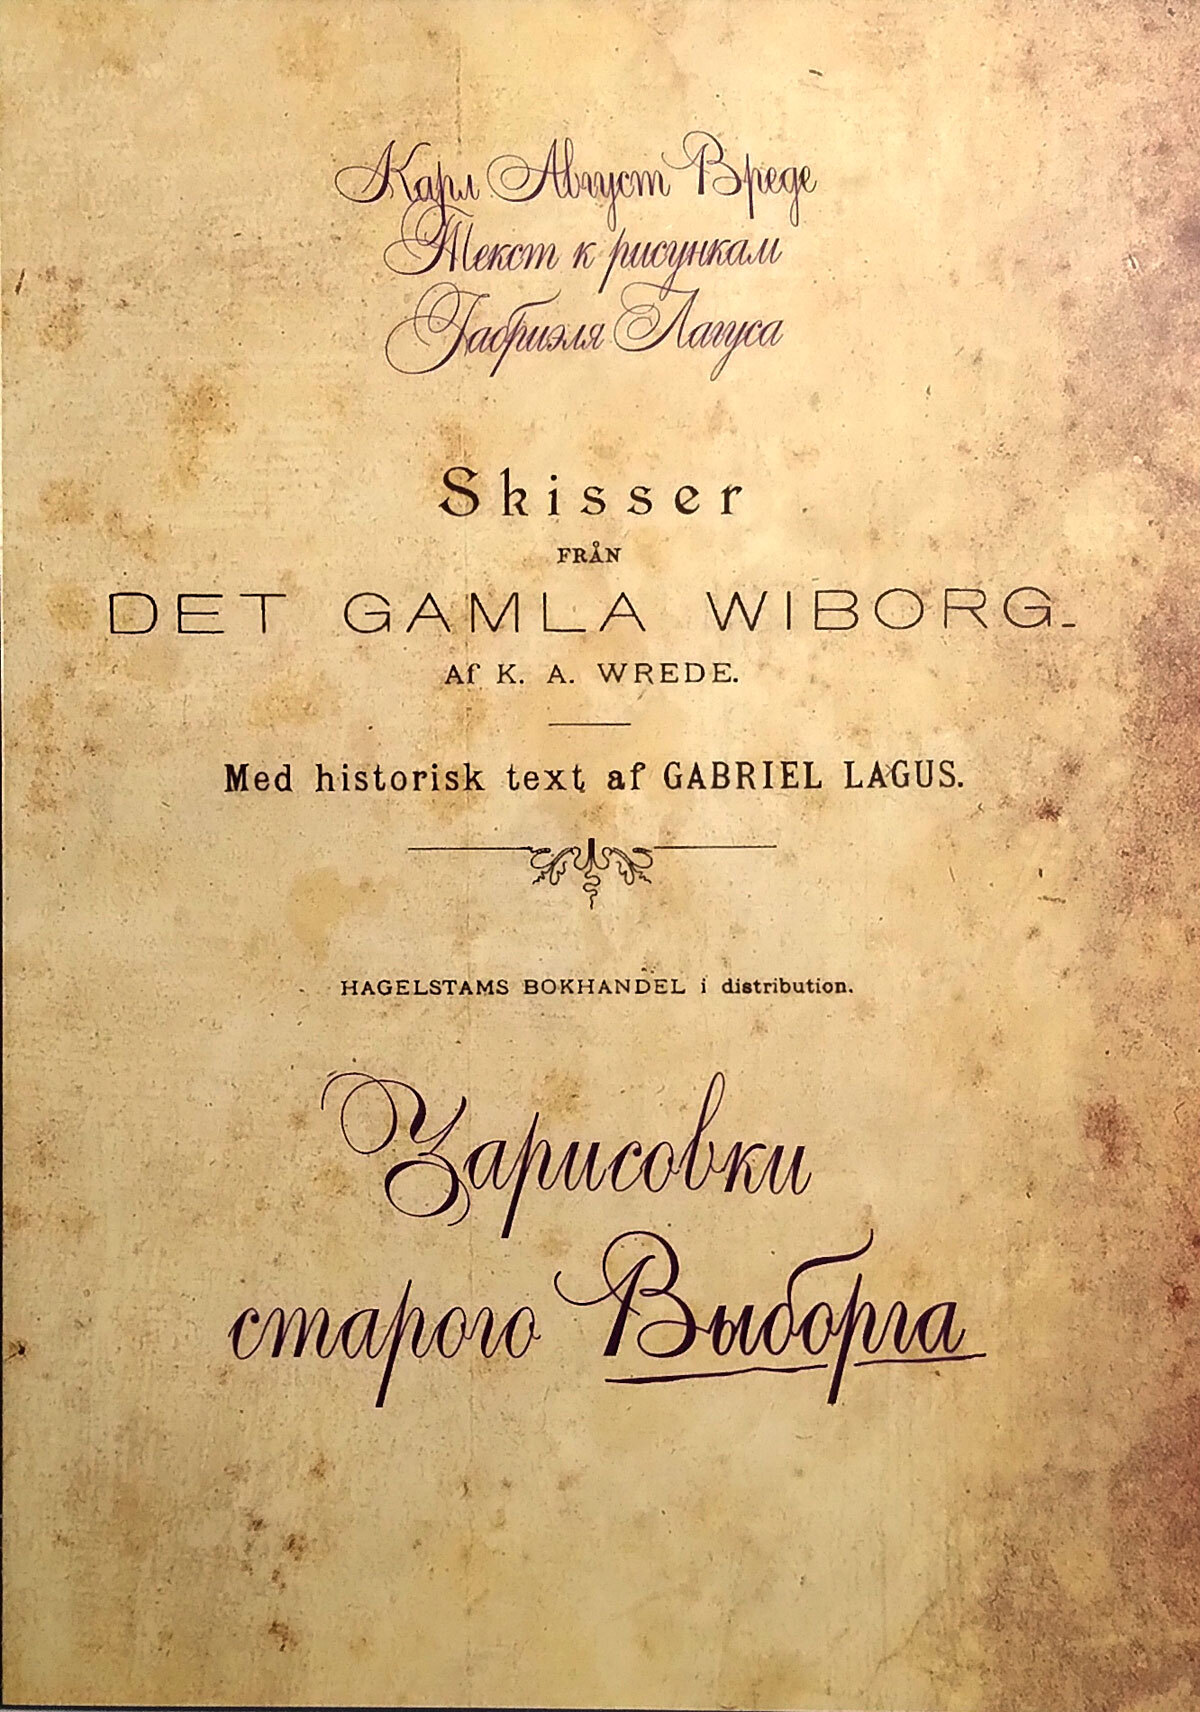 Карл Август Вреде
Текст к рисункам
Габриэля Лагуса
Skisser
FRÅN
DET GAMLA WIBORG.
Af K. A. WREDE.
Med historisk text af GABRIEL LAGUS.
HAGELSTAMS BOKHANDEL i distribution.
Зарисовки
старого Выборга